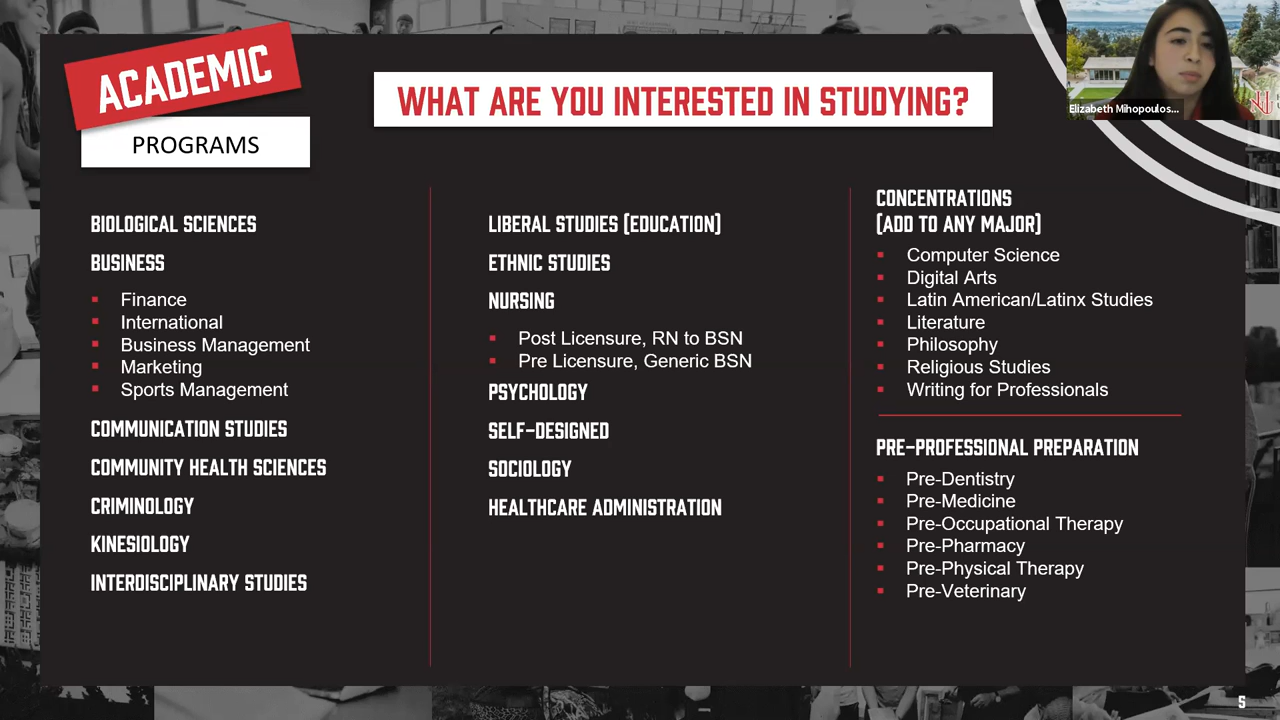 ACADEMIC
PROGRAMS
WHAT ARE YOU INTERESTED IN STUDYING?
Elizabeth Mihopoulos...
BIOLOGICAL SCIENCES
BUSINESS
Finance
International
Business Management
Marketing
Sports Management
COMMUNICATION STUDIES
COMMUNITY HEALTH SCIENCES
CRIMINOLOGY
KINESIOLOGY
INTERDISCIPLINARY STUDIES
LIBERAL STUDIES (EDUCATION)
ETHNIC STUDIES
NURSING
Post Licensure, RN to BSN
Pre Licensure, Generic BSN
PSYCHOLOGY
SELF-DESIGNED
SOCIOLOGY
HEALTHCARE ADMINISTRATION
CONCENTRATIONS
(ADD TO ANY MAJOR)
Computer Science
Digital Arts
Latin American/Latinx Studies
Literature
Philosophy
Religious Studies
Writing for Professionals
PRE-PROFESSIONAL PREPARATION
Pre-Dentistry
Pre-Medicine
Pre-Occupational Therapy
Pre-Pharmacy
Pre-Physical Therapy
Pre-Veterinary
5